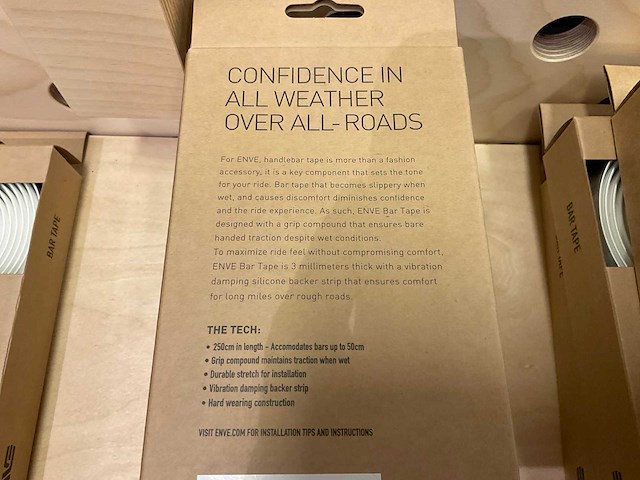 CONFIDENCE IN
ALL WEATHER
OVER ALL-ROADS
For ENVE, handlebar tape is more than a fashion
accessory, it is a key component that sets the tone
for your ride. Bar tape that becomes slippery when
wet, and causes discomfort diminishes confidence
and the ride experience. As such, ENVE Bar Tape is
designed with a grip compound that ensures bare
handed traction despite wet conditions.
To maximize ride feel without compromising comfort,
ENVE Bar Tape is 3 millimeters thick with a vibration
damping silicone backer strip that ensures comfort
for long miles over rough roads.
THE TECH:
• 250cm in length - Accomodates bars up to 50cm
• Grip compound maintains traction when wet
• Durable stretch for installation
• Vibration damping backer strip
• Hard wearing construction
VISIT ENVE.COM FOR INSTALLATION TIPS AND INSTRUCTIONS
BAR TAPE
BAR TAPE